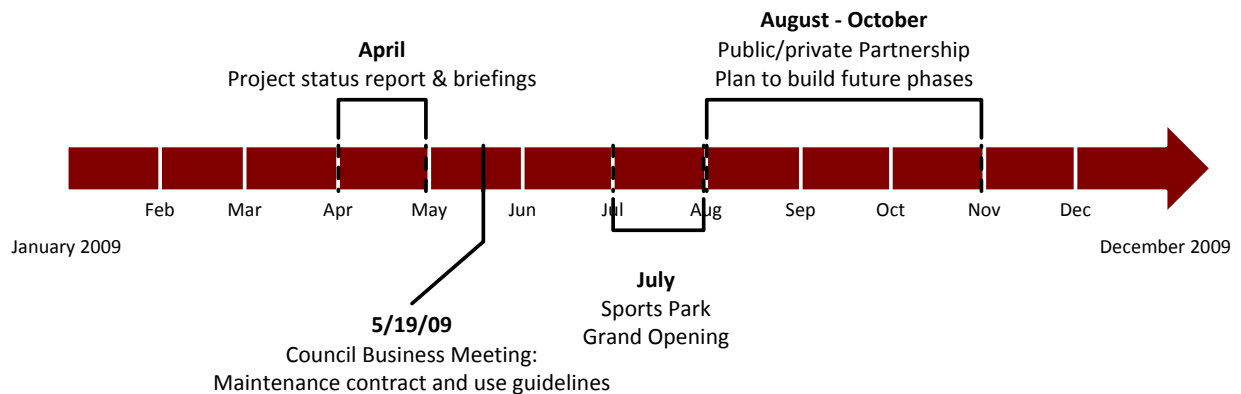 August - October
Public/private Partnership
Plan to build future phases
April
Project status report & briefings
Feb
Mar
Apr
May
Jun
Jul
Aug
Sep
Oct
Nov
Dec
January 2009
December 2009
5/19/09
Council Business Meeting:
Maintenance contract and use guidelines
July
Sports Park
Grand Opening